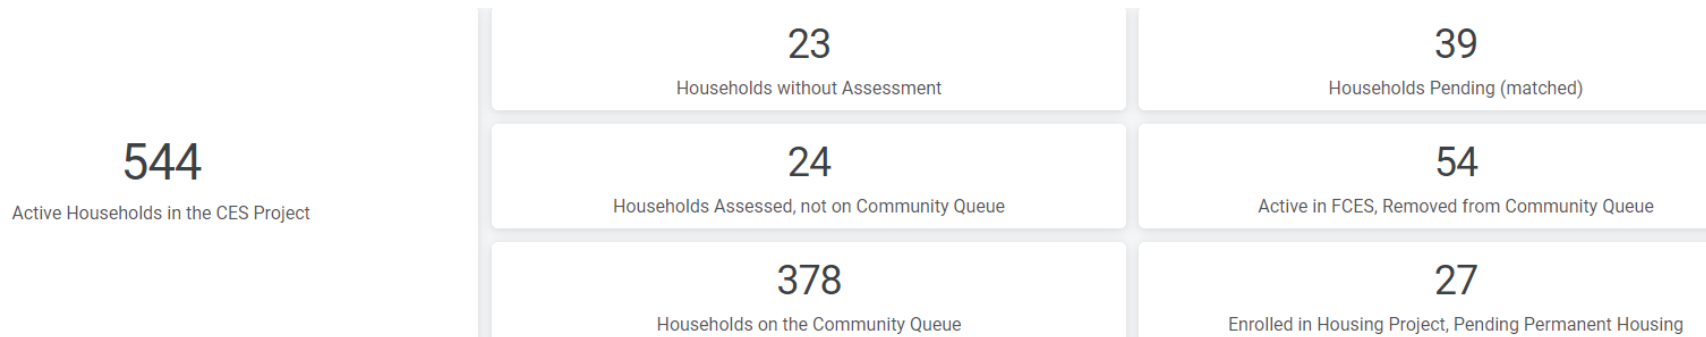 544
Active Households in the CES Project
23
Households without Assessment
39
Households Pending (matched)
24
Households Assessed, not on Community Queue
54
Active in FCES, Removed from Community Queue
378
Households on the Community Queue
27
Enrolled in Housing Project, Pending Permanent Housing